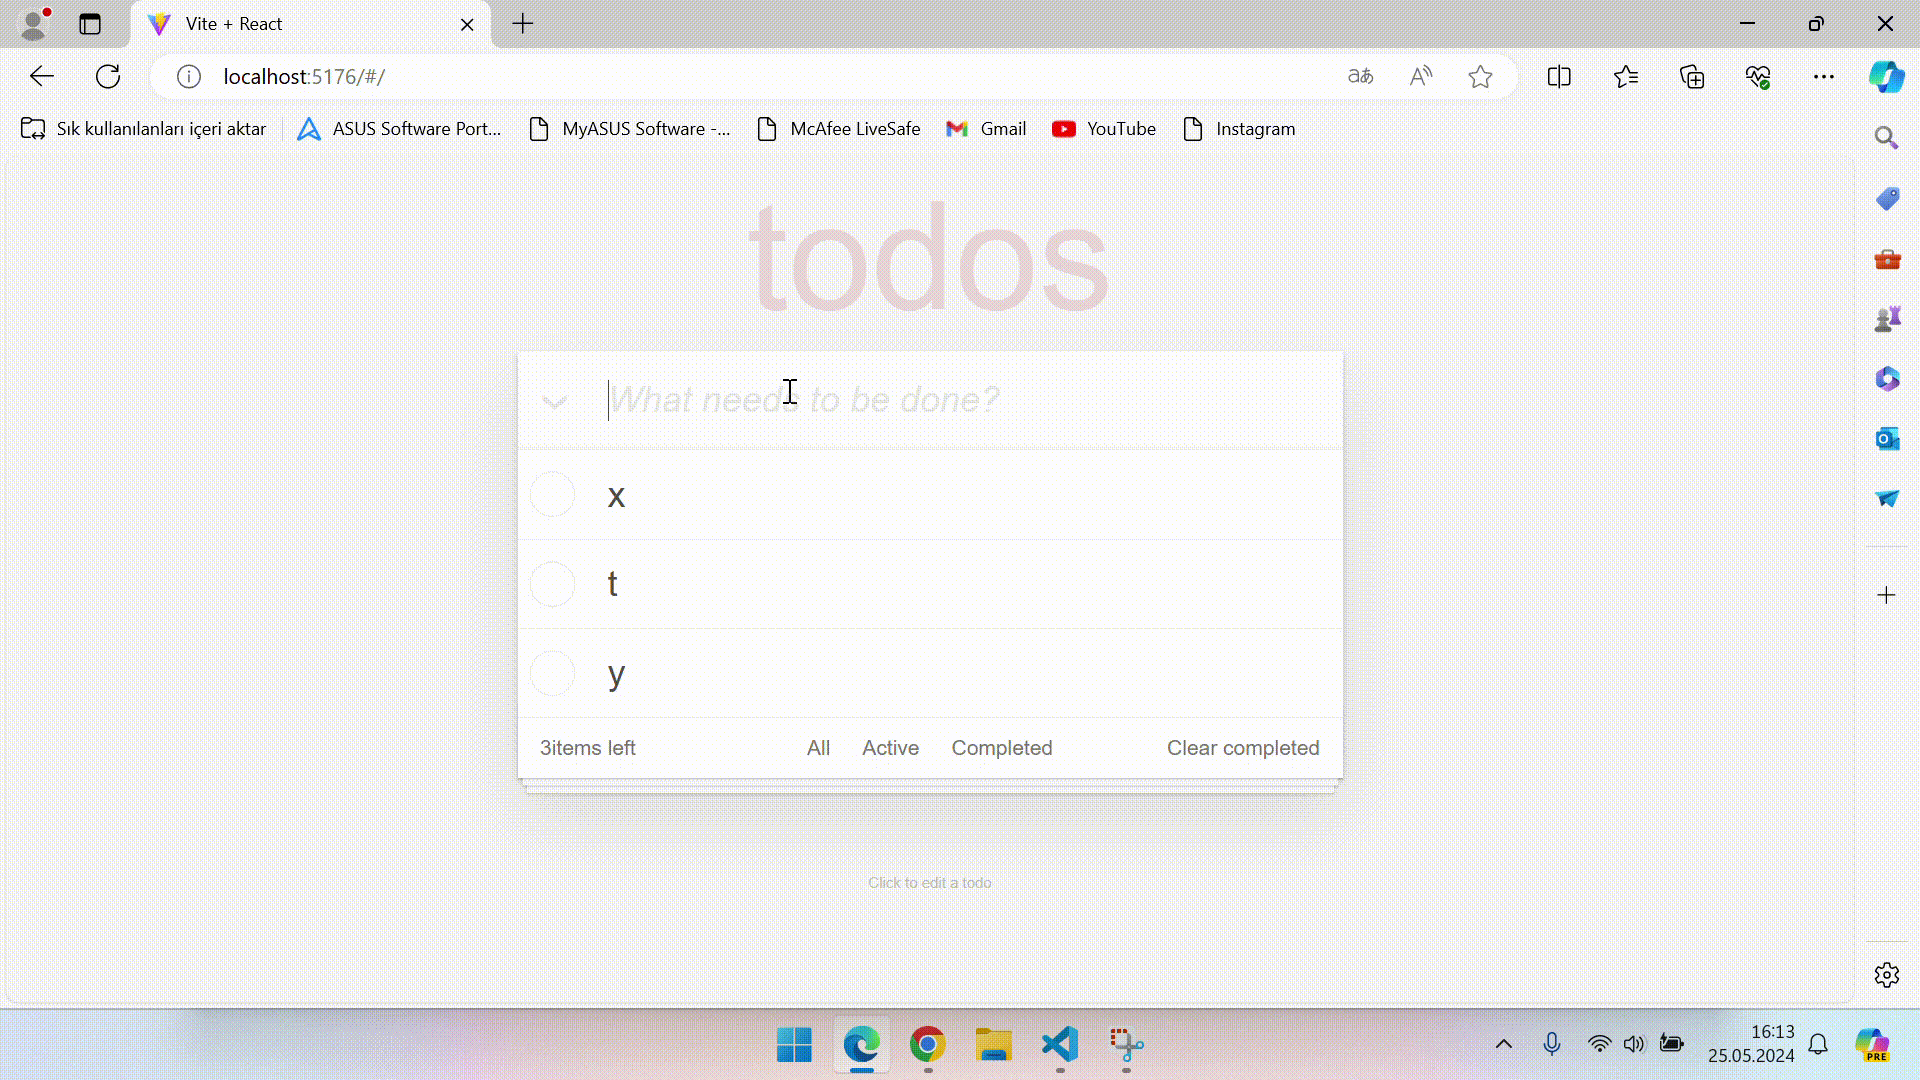 Vite + React
localhost:5176/#/
Sık kullanılanları içeri aktar
ASUS Software Port...
MyASUS Software -...
McAfee LiveSafe
Gmail
YouTube
Instagram
todos
What needs to be done?
x
t
y
3items left
All
Active
Completed
Clear completed
Click to edit a todo
16:13
25.05.2024
PRE